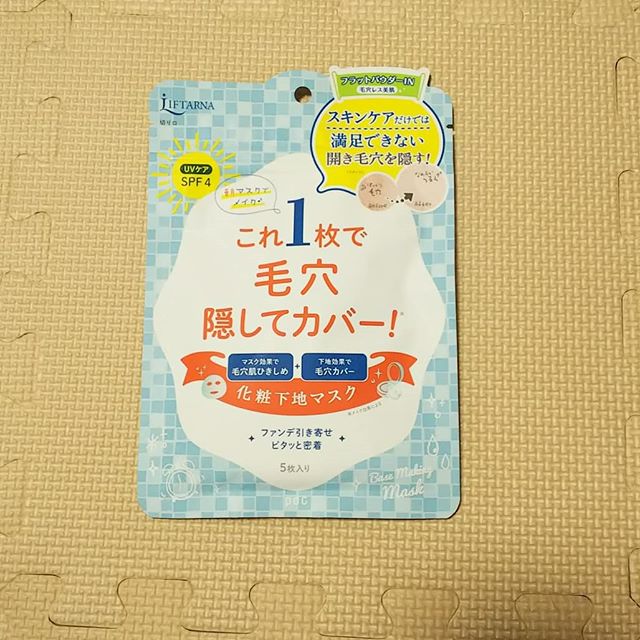 LIFTARNA
切り口
フラットパウダーIN
毛穴レス美肌
スキンケアだけでは
満足できない
開き毛穴を隠す!
毛穴
UVケア
SPF4
朝マスクで
メイク♪
これ1枚で
毛穴
隠してカバー!
マスク効果で
毛穴肌ひきしめ
+
下地効果で
毛穴カバー
化粧下地マスク
ファンデ引き寄せ
ピタッと密着
5枚入り
Base Making
Mask
pdc